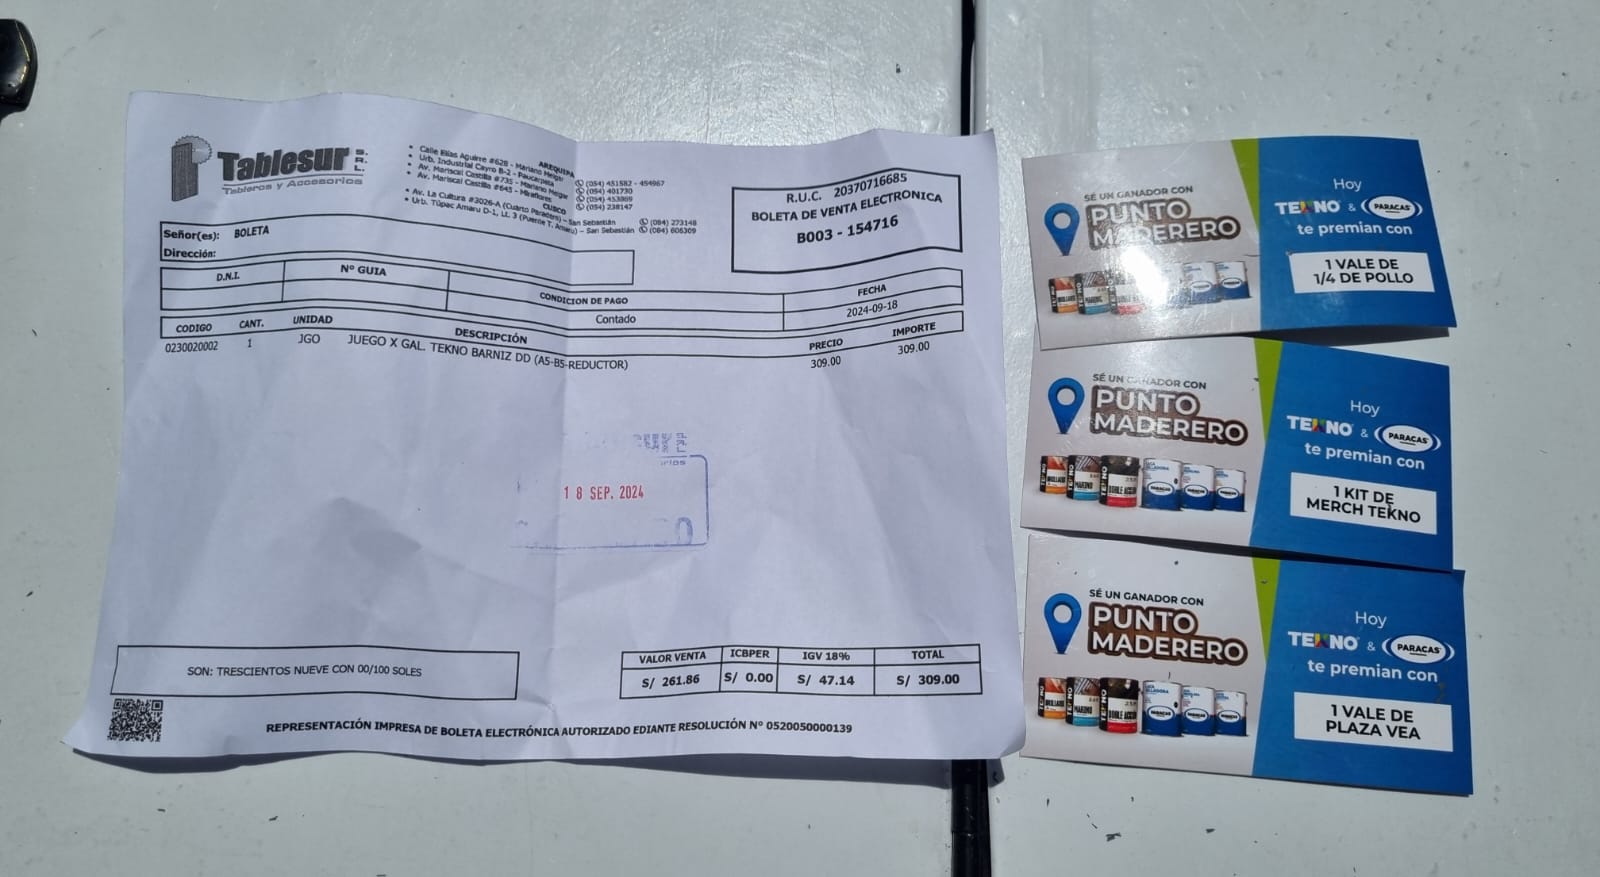 Tablesur S. R. L.
Tableros y Accesorios
AREQUIPA
• Calle Elías Aguirre #628 - Mariano Melgar
• Urb. Industrial Cayro B-2 - Paucarpata
• Av. Mariscal Castilla #735 - Mariano Melgar
• Av. Mariscal Castilla #645 - Miraflores
(054) 451582 - 454967
(054) 401730
(054) 453869
(054) 238147
CUSCO
• Av. La Cultura #3026-A (Cuarto Paradero) - San Sebastián (084) 273148
• Urb. Túpac Amaru D-1, Lt. 3 (Puente T. Amaru) - San Sebastián (084) 606309
R.U.C. 20370716685
BOLETA DE VENTA ELECTRONICA
B003 - 154716
Señor(es): BOLETA
Dirección:
D.N.I. Nº GUIA CONDICION DE PAGO FECHA
Contado 2024-09-18
CODIGO CANT. UNIDAD DESCRIPCIÓN PRECIO IMPORTE
0230020002 1 JGO JUEGO X GAL. TEKNO BARNIZ DD (A5-B5-REDUCTOR) 309.00 309.00
18 SEP. 2024
SON: TRESCIENTOS NUEVE CON 00/100 SOLES
VALOR VENTA ICBPER IGV 18% TOTAL
S/ 261.86 S/ 0.00 S/ 47.14 S/ 309.00
REPRESENTACIÓN IMPRESA DE BOLETA ELECTRÓNICA AUTORIZADO EDIANTE RESOLUCIÓN Nº 0520050000139
SÉ UN GANADOR CON
PUNTO
MADERERO
Hoy
TEKNO & PARACAS
te premian con
1 VALE DE
1/4 DE POLLO
SÉ UN GANADOR CON
PUNTO
MADERERO
Hoy
TEKNO & PARACAS
te premian con
1 KIT DE
MERCH TEKNO
SÉ UN GANADOR CON
PUNTO
MADERERO
Hoy
TEKNO & PARACAS
te premian con
1 VALE DE
PLAZA VEA